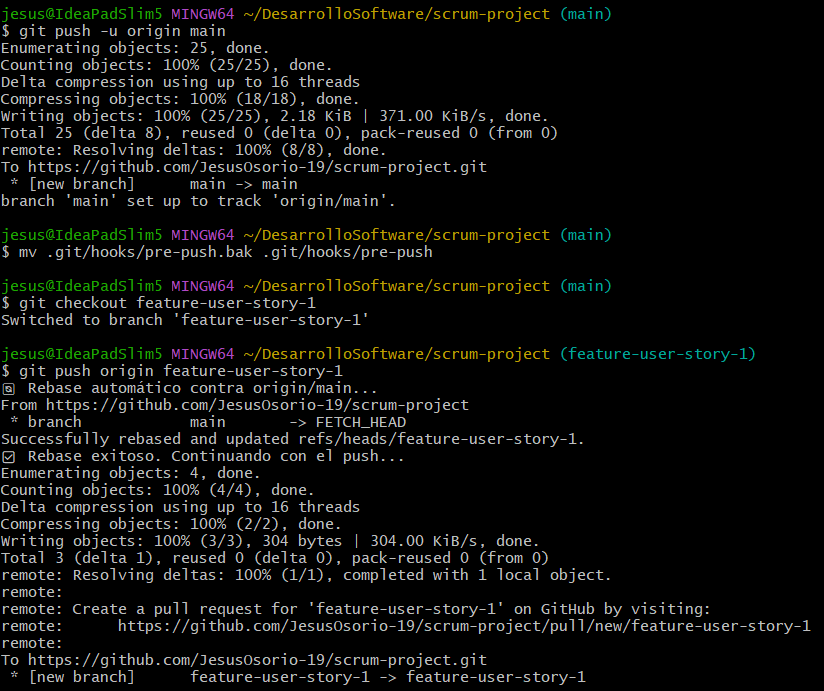 jesus@IdeaPadSlim5 MINGW64 ~/DesarrolloSoftware/scrum-project (main)
$ git push -u origin main
Enumerating objects: 25, done.
Counting objects: 100% (25/25), done.
Delta compression using up to 16 threads
Compressing objects: 100% (18/18), done.
Writing objects: 100% (25/25), 2.18 KiB | 371.00 KiB/s, done.
Total 25 (delta 8), reused 0 (delta 0), pack-reused 0 (from 0)
remote: Resolving deltas: 100% (8/8), done.
To https://github.com/JesusOsorio-19/scrum-project.git
 * [new branch]      main -> main
branch 'main' set up to track 'origin/main'.

jesus@IdeaPadSlim5 MINGW64 ~/DesarrolloSoftware/scrum-project (main)
$ mv .git/hooks/pre-push.bak .git/hooks/pre-push

jesus@IdeaPadSlim5 MINGW64 ~/DesarrolloSoftware/scrum-project (main)
$ git checkout feature-user-story-1
Switched to branch 'feature-user-story-1'

jesus@IdeaPadSlim5 MINGW64 ~/DesarrolloSoftware/scrum-project (feature-user-story-1)
$ git push origin feature-user-story-1
🔄 Rebase automático contra origin/main...
From https://github.com/JesusOsorio-19/scrum-project
 * branch            main       -> FETCH_HEAD
Successfully rebased and updated refs/heads/feature-user-story-1.
✅ Rebase exitoso. Continuando con el push...
Enumerating objects: 4, done.
Counting objects: 100% (4/4), done.
Delta compression using up to 16 threads
Compressing objects: 100% (2/2), done.
Writing objects: 100% (3/3), 304 bytes | 304.00 KiB/s, done.
Total 3 (delta 1), reused 0 (delta 0), pack-reused 0 (from 0)
remote: Resolving deltas: 100% (1/1), completed with 1 local object.
remote:
remote: Create a pull request for 'feature-user-story-1' on GitHub by visiting:
remote:      https://github.com/JesusOsorio-19/scrum-project/pull/new/feature-user-story-1
remote:
To https://github.com/JesusOsorio-19/scrum-project.git
 * [new branch]      feature-user-story-1 -> feature-user-story-1